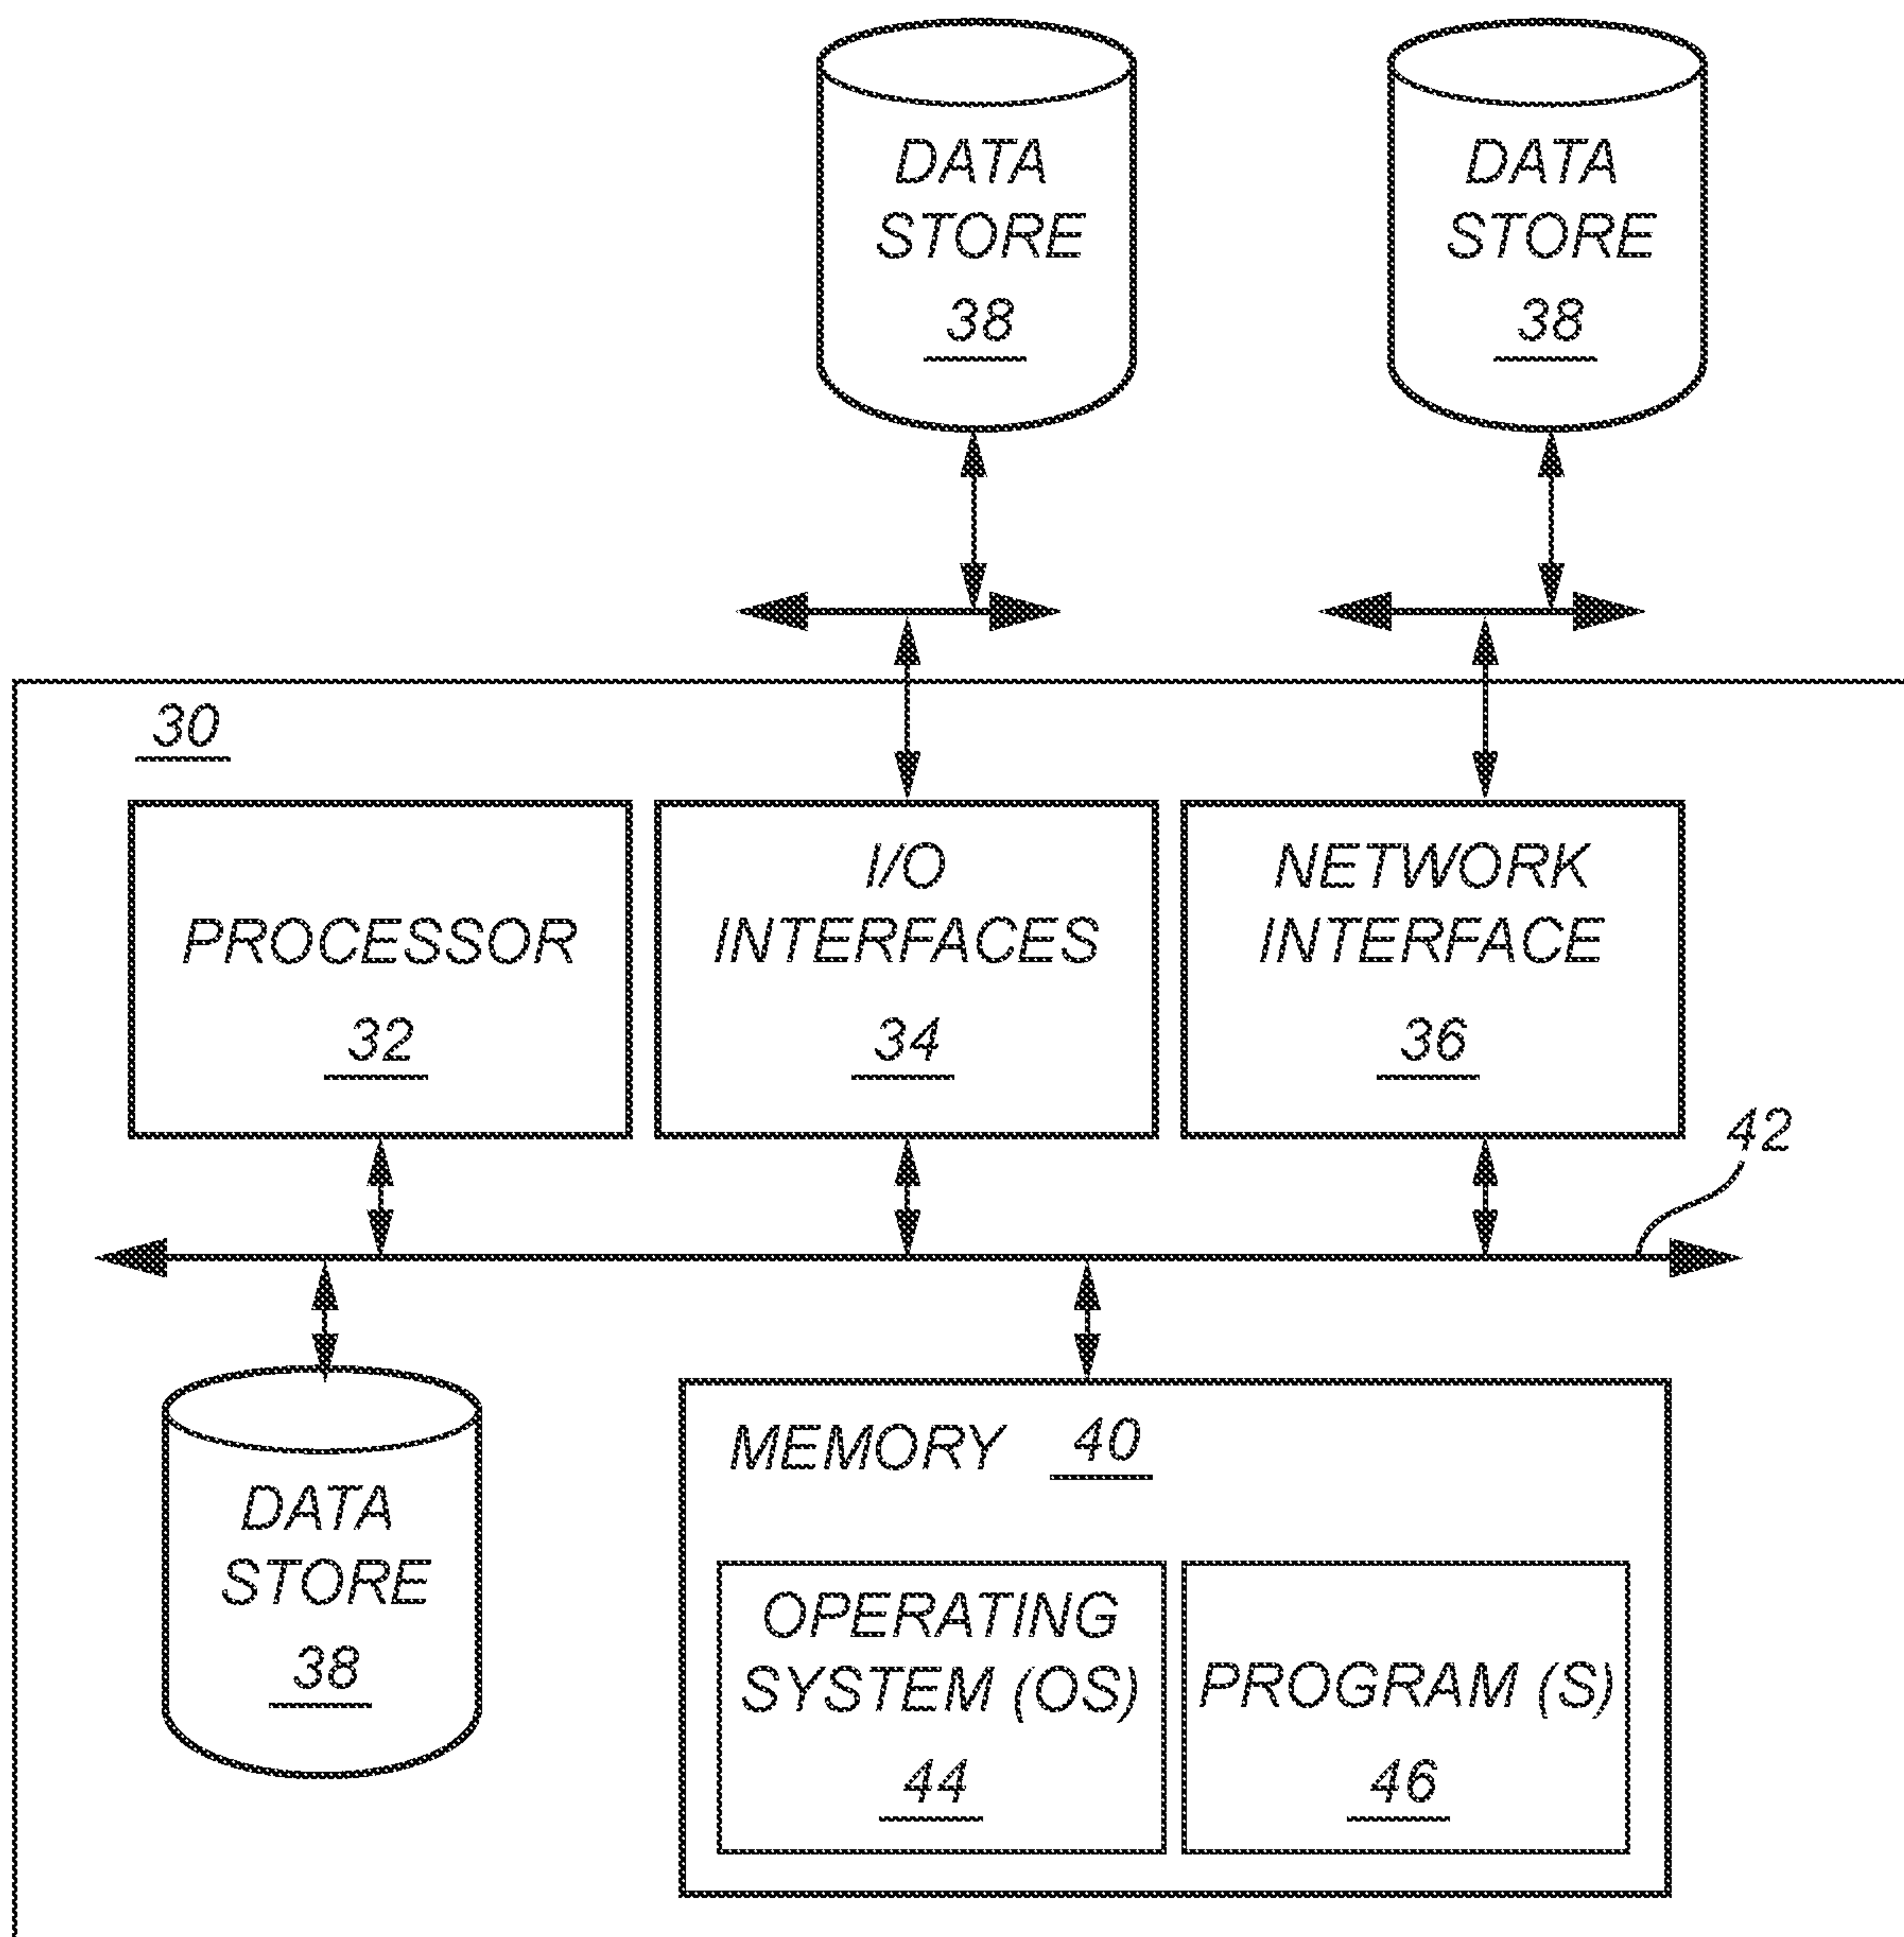 DATA
STORE
38
DATA
STORE
38
30
PROCESSOR
32
I/O
INTERFACES
34
NETWORK
INTERFACE
36
42
DATA
STORE
38
MEMORY 40
OPERATING
SYSTEM (OS)
44
PROGRAM (S)
46